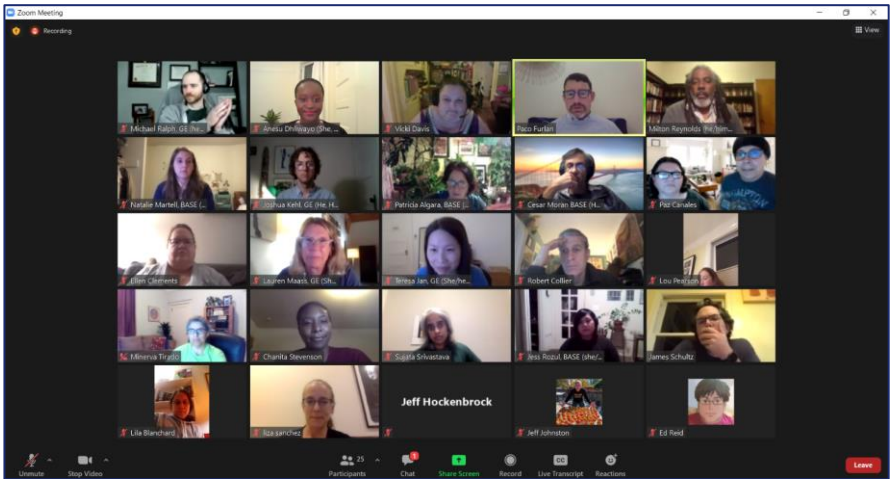 Zoom Meeting
Recording
View
Michael Ralph, GE (he...
Anesu Dhliwayo (She, ...
Vicki Davis
Paco Furlan
Milton Reynolds (he/him...
Natalie Martell, BASE (...
Joshua Kehl, GE (He, H...
Patricia Algara, BASE (...
Cesar Moran BASE (H...
Paz Canales
Ellen Clements
Lauren Maass, GE (Sh...
Teresa Jan, GE (She/he...
Robert Collier
Lou Pearson
Minerva Tirado
Chanita Stevenson
Sujata Srivastava
Jess Rozul, BASE (she/...
James Schultz
Lila Blanchard
liza sanchez
Jeff Hockenbrock
Jeff Johnston
Ed Reid
Unmute
Stop Video
25
Participants
1
Chat
Share Screen
Record
CC
Live Transcript
Reactions
Leave